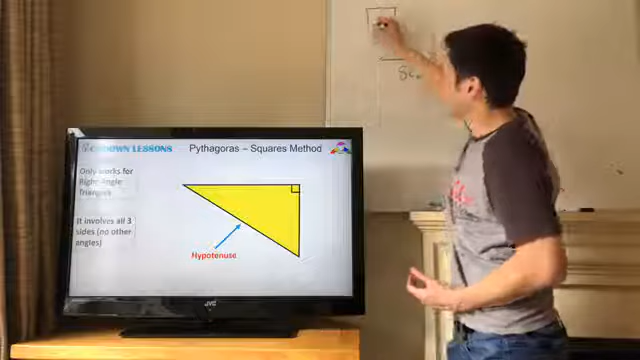 LESSONS
Pythagoras – Squares Method
Only works for
Right-Angle
Triangles
It involves all 3
sides (no other
angles)
Hypotenuse
JVC